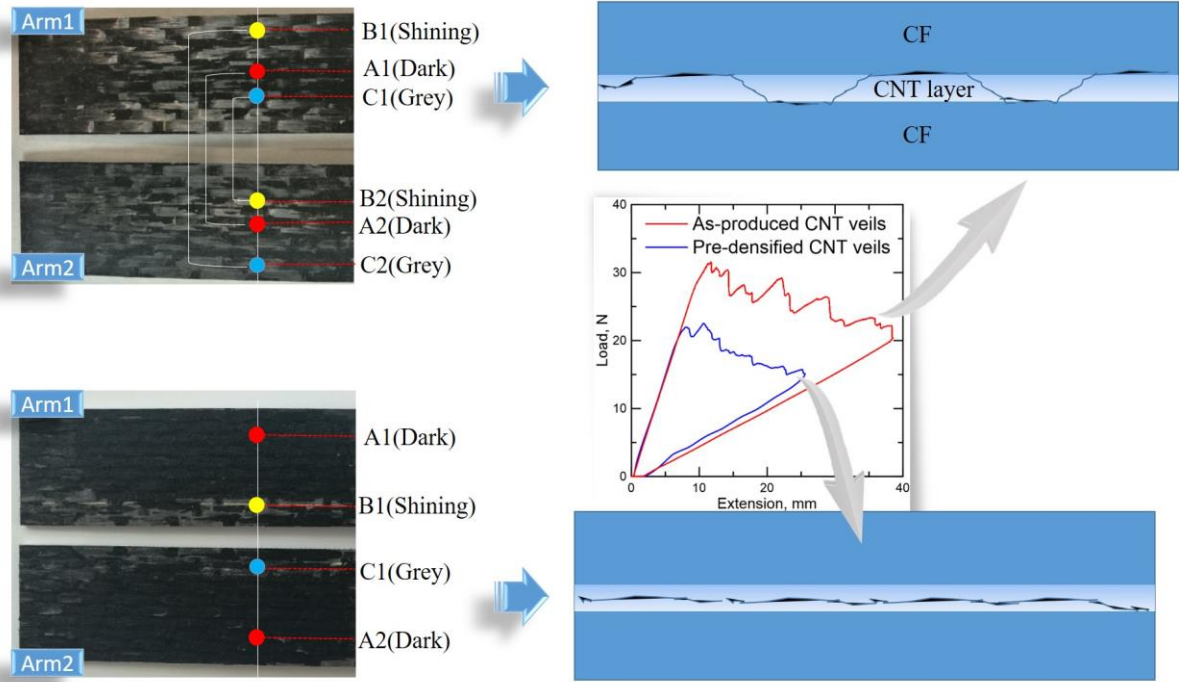 Arm1
B1(Shining)
A1(Dark)
C1(Grey)
B2(Shining)
A2(Dark)
C2(Grey)
Arm2
CF
CNT layer
CF
40
As-produced CNT veils
Pre-densified CNT veils
30
20
10
0
Load, N
0 10 20 30 40
Extension, mm
Arm1
A1(Dark)
B1(Shining)
C1(Grey)
A2(Dark)
Arm2